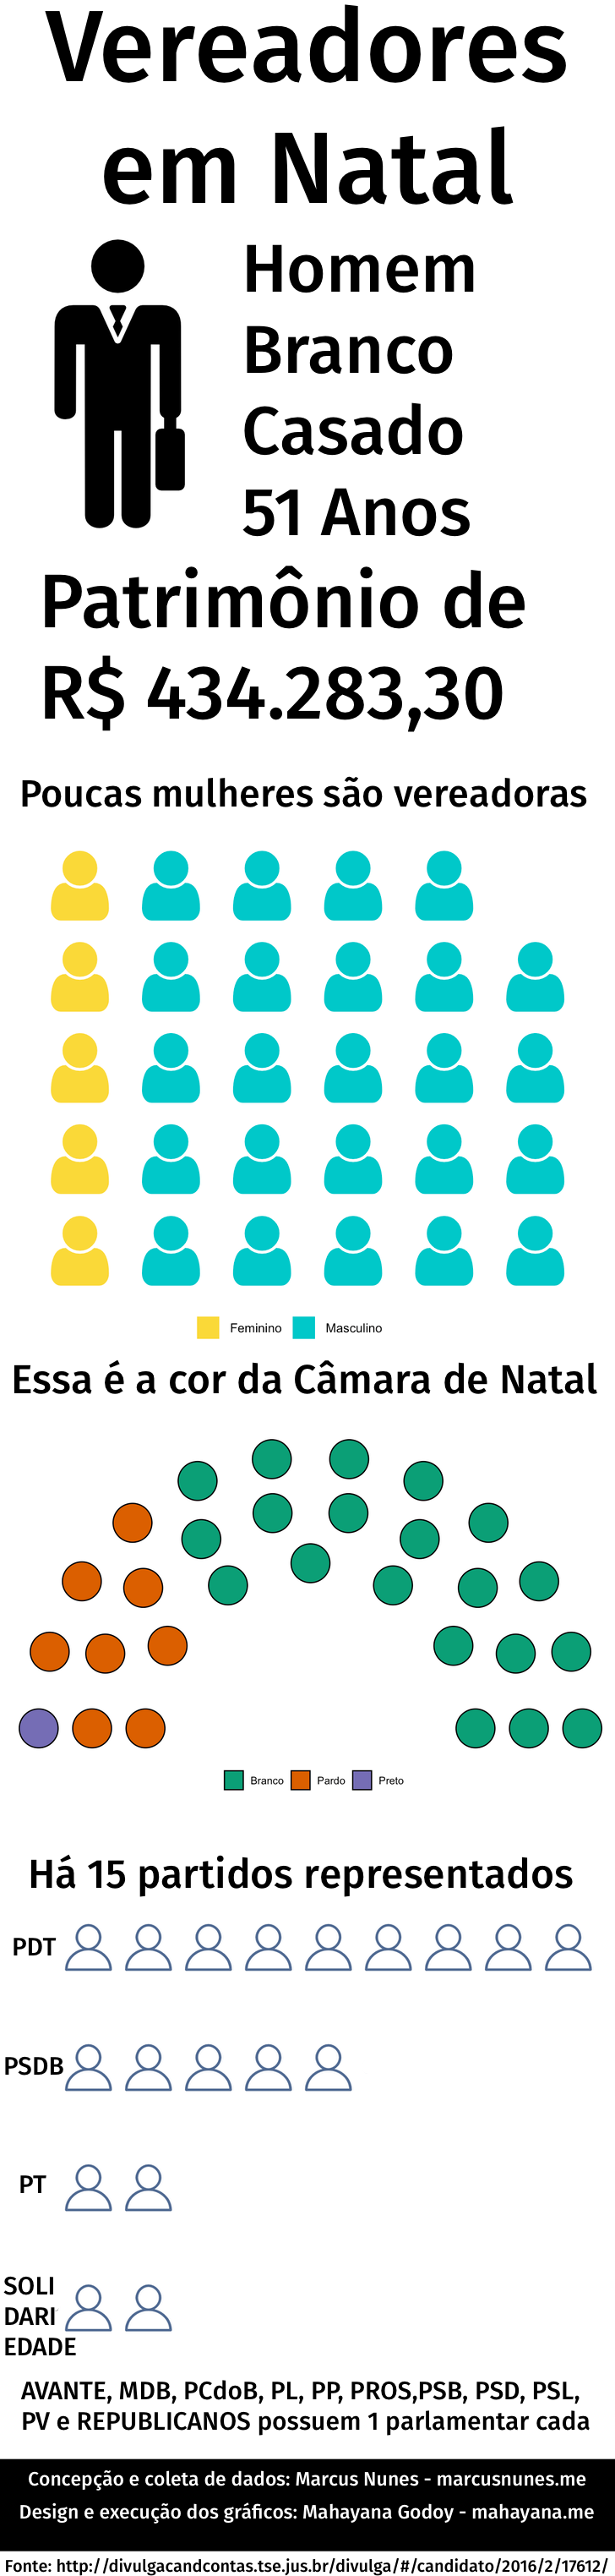 Vereadores
em Natal
Homem
Branco
Casado
51 Anos
Patrimônio de
R$ 434.283,30
Poucas mulheres são vereadoras
Feminino Masculino
Essa é a cor da Câmara de Natal
Branco Pardo Preto
Há 15 partidos representados
PDT
PSDB
PT
SOLI
DARI
EDADE
AVANTE, MDB, PCdoB, PL, PP, PROS,PSB, PSD, PSL,
PV e REPUBLICANOS possuem 1 parlamentar cada
Concepção e coleta de dados: Marcus Nunes - marcusnunes.me
Design e execução dos gráficos: Mahayana Godoy - mahayana.me
Fonte: http://divulgacandcontas.tse.jus.br/divulga/#/candidato/2016/2/17612/